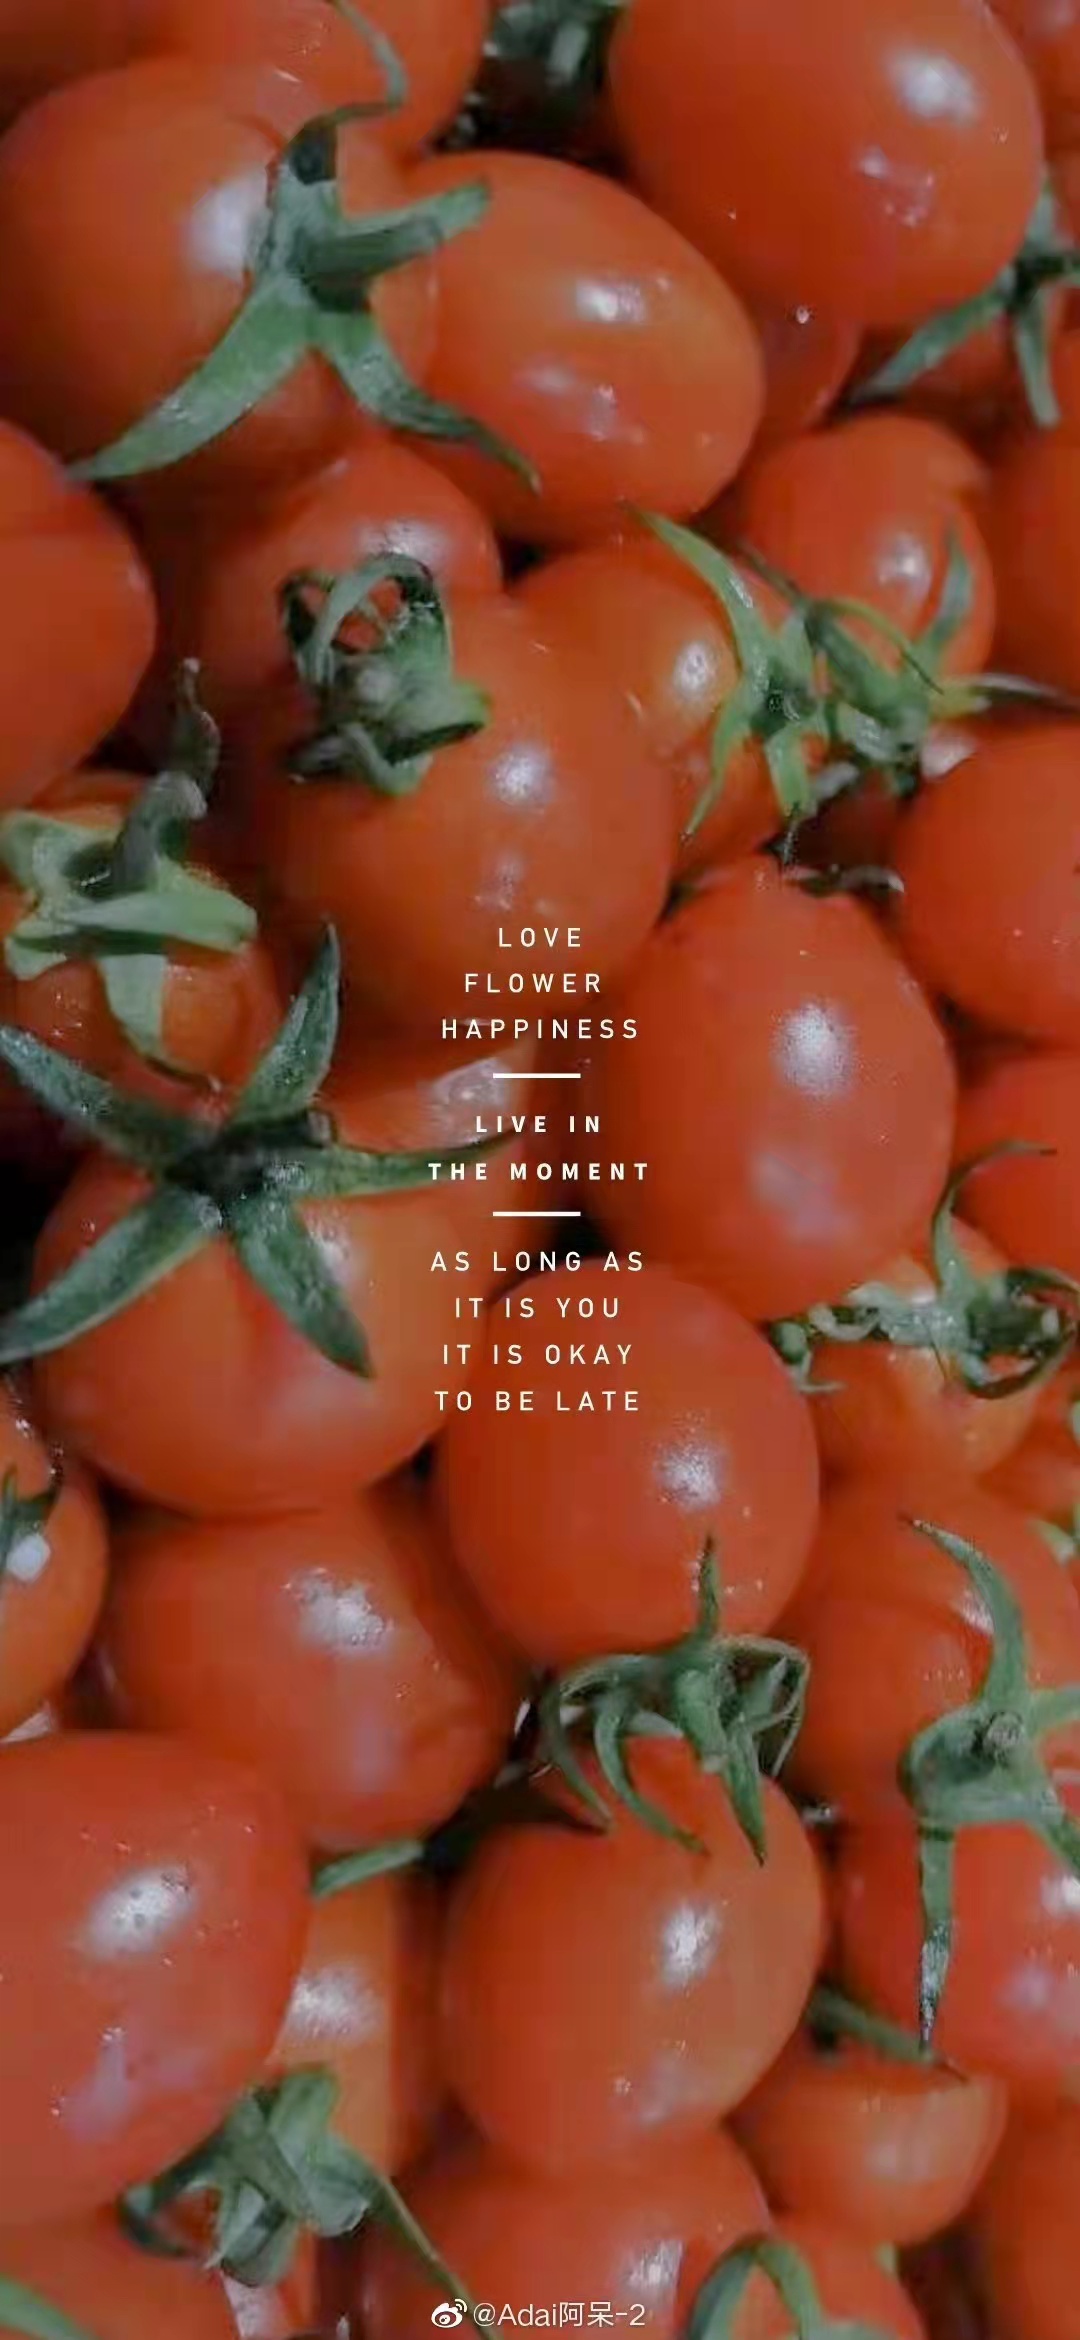 LOVE
FLOWER
HAPPINESS
LIVE IN
THE MOMENT
AS LONG AS
IT IS YOU
IT IS OKAY
TO BE LATE
@Adai阿呆-2